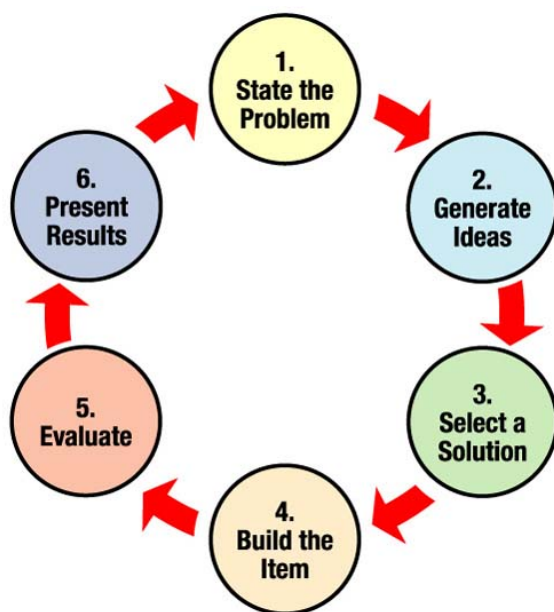 1.
State the
Problem
2.
Generate
Ideas
3.
Select a
Solution
4.
Build the
Item
5.
Evaluate
6.
Present
Results